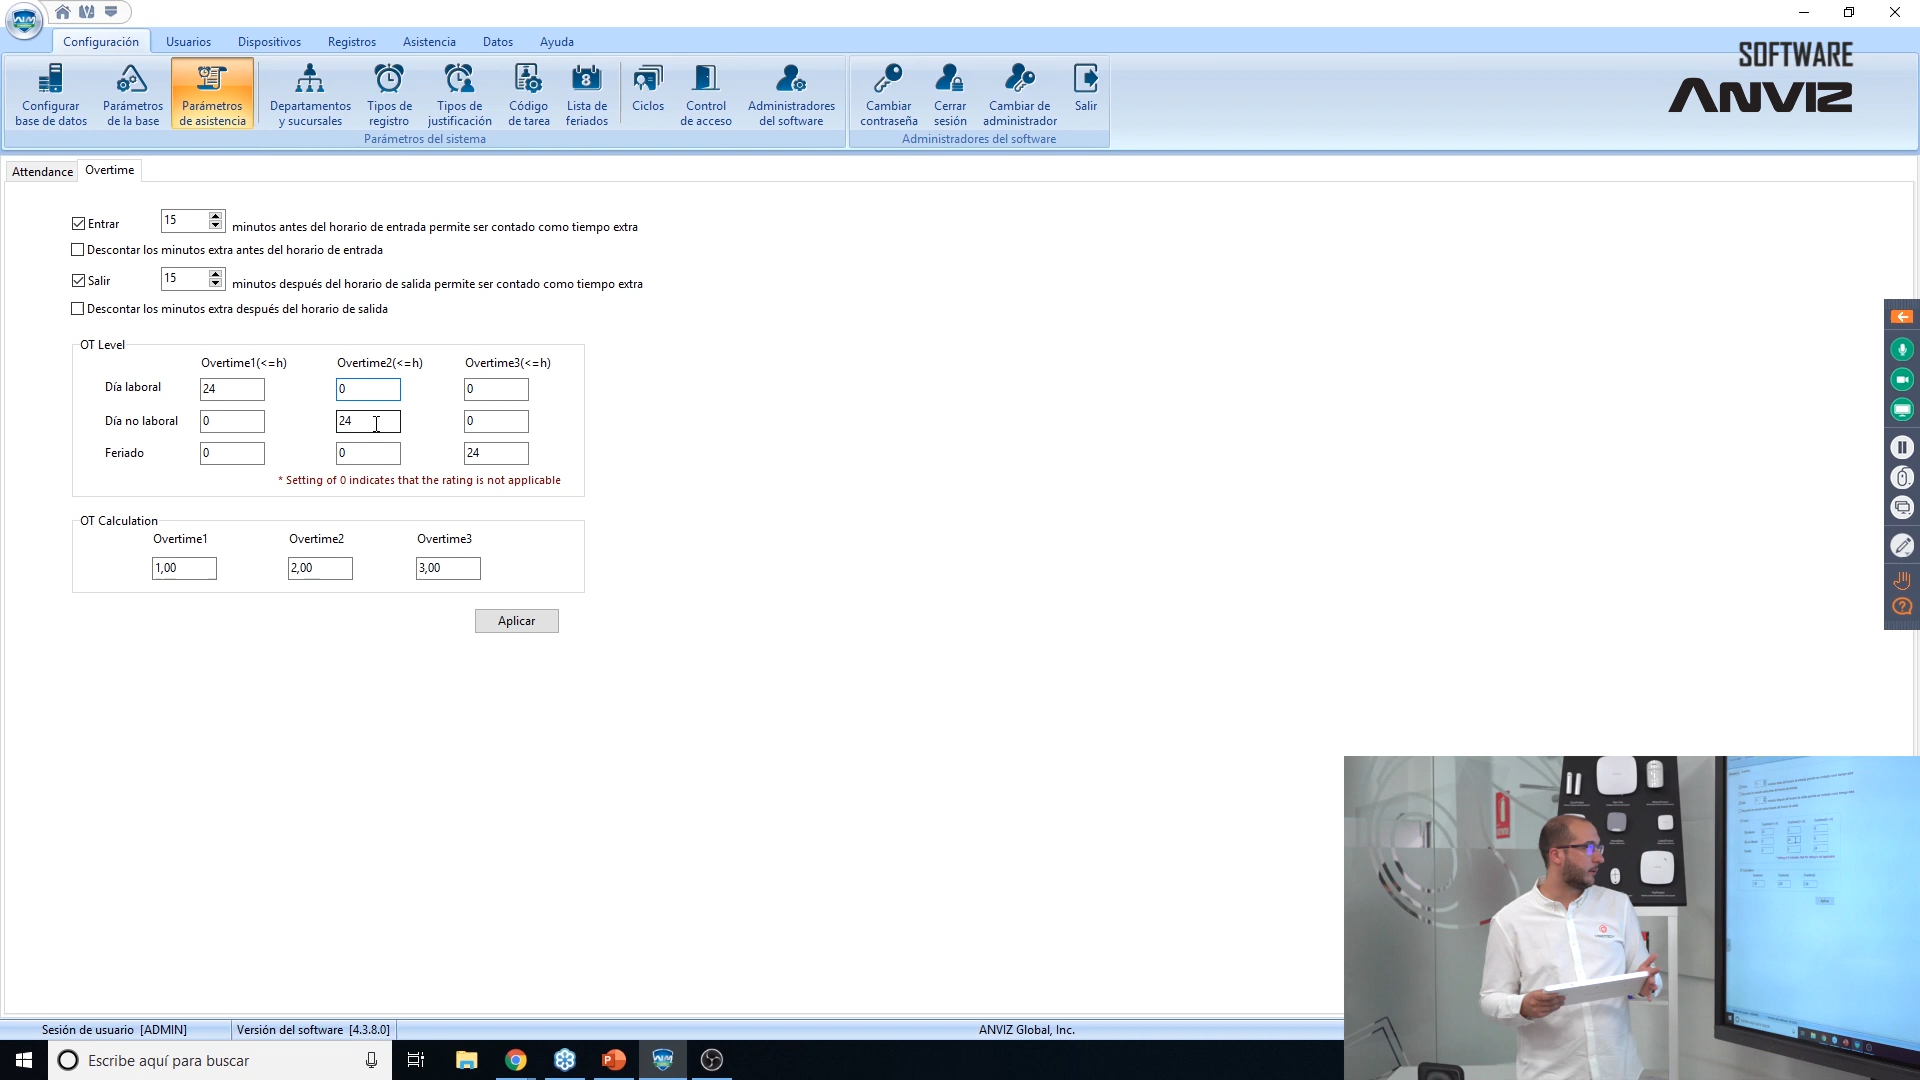 Configuración Usuarios Dispositivos Registros Asistencia Datos Ayuda
SOFTWARE
ANVIZ
Configurar base de datos
Parámetros de la base
Parámetros de asistencia
Departamentos y sucursales
Tipos de registro
Tipos de justificación
Código de tarea
8
Lista de feriados
Ciclos
Control de acceso
Administradores del software
Cambiar contraseña
Cerrar sesión
Cambiar de administrador
Salir
Parámetros del sistema
Administradores del software
Attendance Overtime
Entrar 15 minutos antes del horario de entrada permite ser contado como tiempo extra
Descontar los minutos extra antes del horario de entrada
Salir 15 minutos después del horario de salida permite ser contado como tiempo extra
Descontar los minutos extra después del horario de salida
OT Level
Overtime1(<=h) Overtime2(<=h) Overtime3(<=h)
Día laboral 24 0 0
Día no laboral 0 24 0
Feriado 0 0 24
* Setting of 0 indicates that the rating is not applicable
OT Calculation
Overtime1 Overtime2 Overtime3
1,00 2,00 3,00
Aplicar
Sesión de usuario [ADMIN] Versión del software [4.3.8.0] ANVIZ Global, Inc.
Escribe aquí para buscar